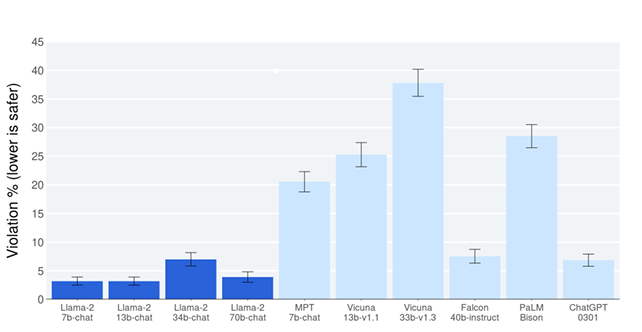 Violation % (lower is safer)
45
40
35
30
25
20
15
10
5
0
Llama-2
7b-chat
Llama-2
13b-chat
Llama-2
34b-chat
Llama-2
70b-chat
MPT
7b-chat
Vicuna
13b-v1.1
Vicuna
33b-v1.3
Falcon
40b-instruct
PaLM
Bison
ChatGPT
0301